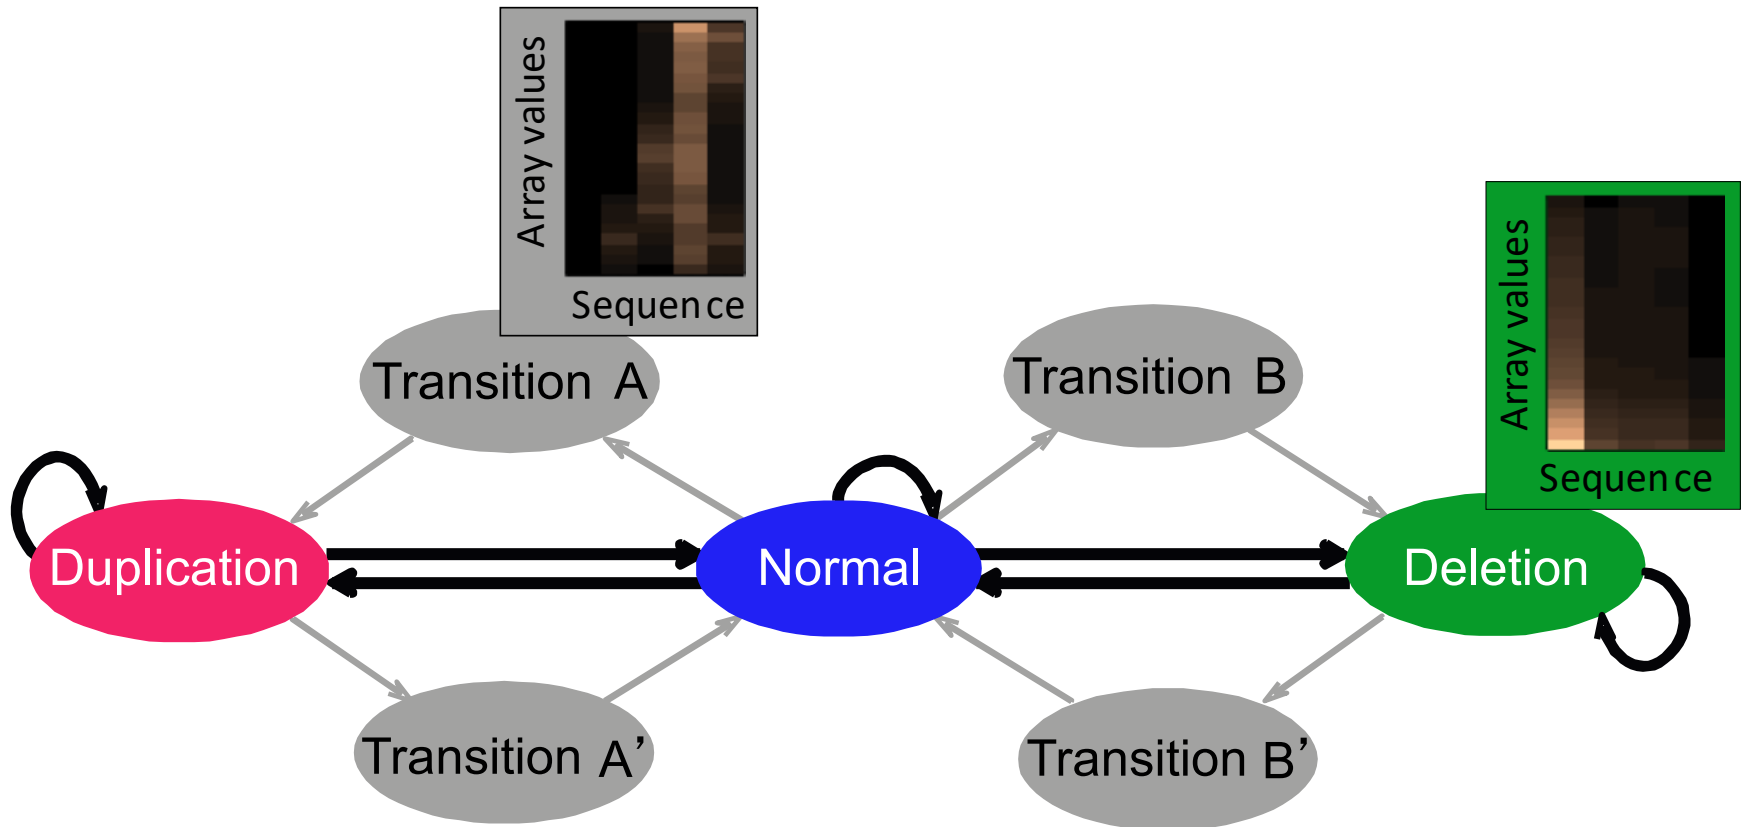 Array values
Sequence
Array values
Sequence
Transition A
Transition B
Duplication
Normal
Deletion
Transition A’
Transition B’